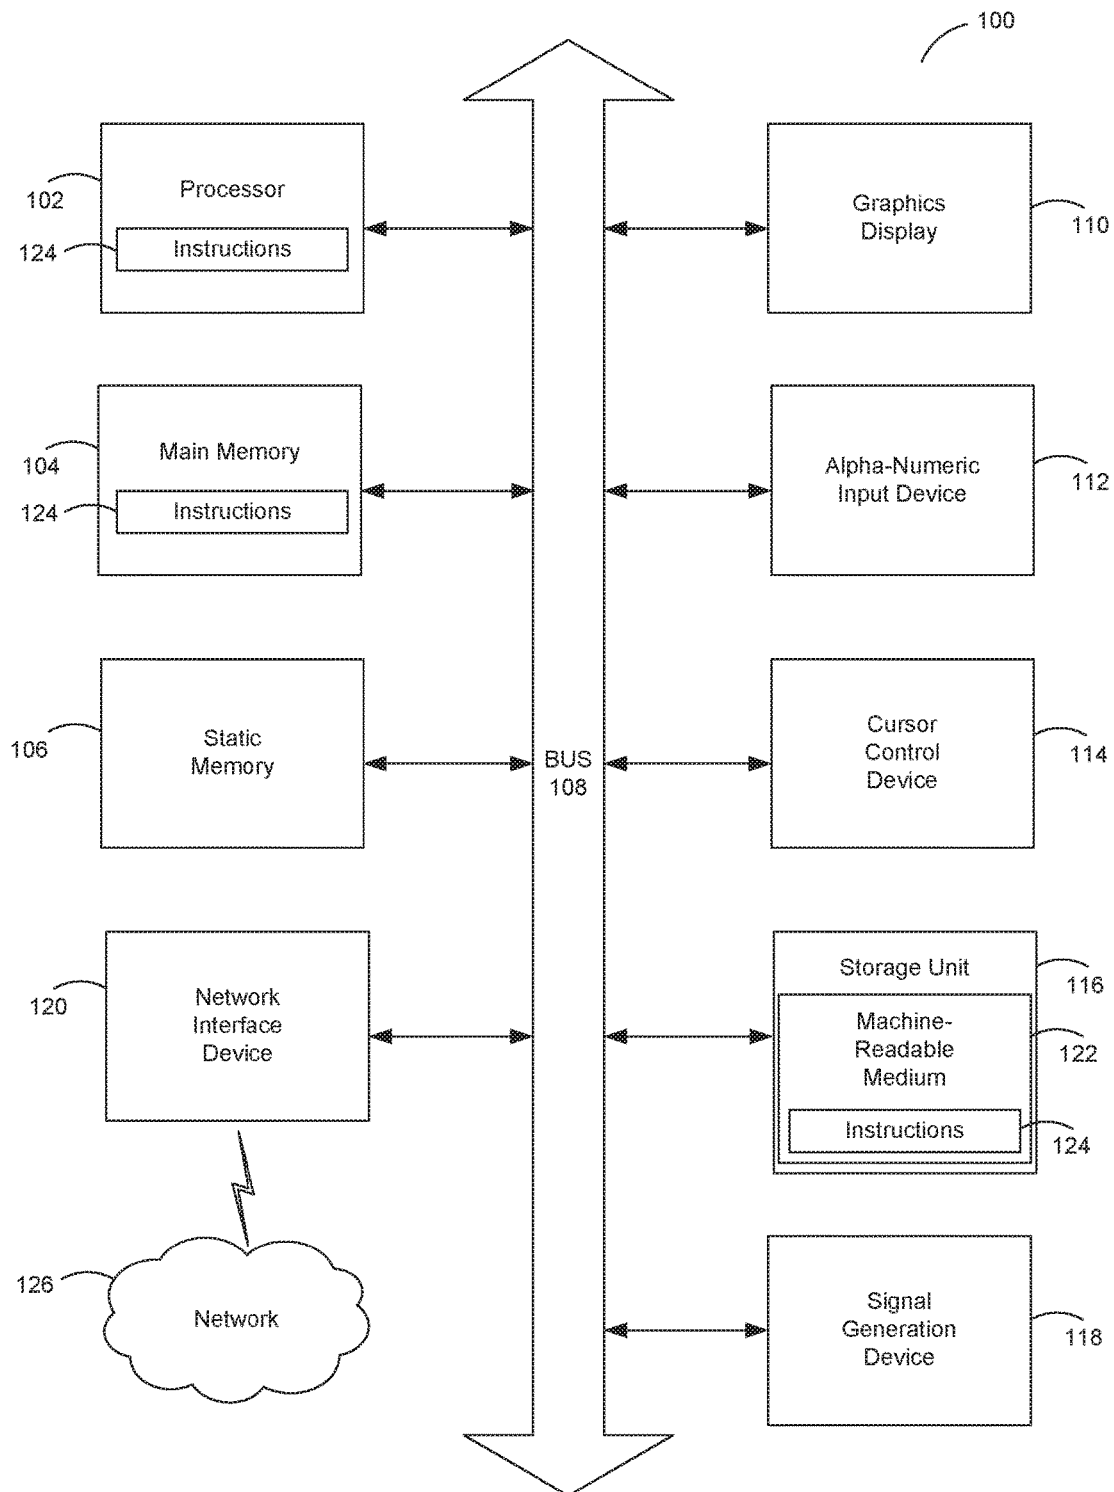 100
Processor
102
124
Instructions
Graphics
Display
110
Main Memory
104
124
Instructions
Alpha-Numeric
Input Device
112
Static
Memory
106
BUS
108
Cursor
Control
Device
114
Network
Interface
Device
120
Storage Unit
116
Machine-
Readable
Medium
122
Instructions
124
126
Network
Signal
Generation
Device
118